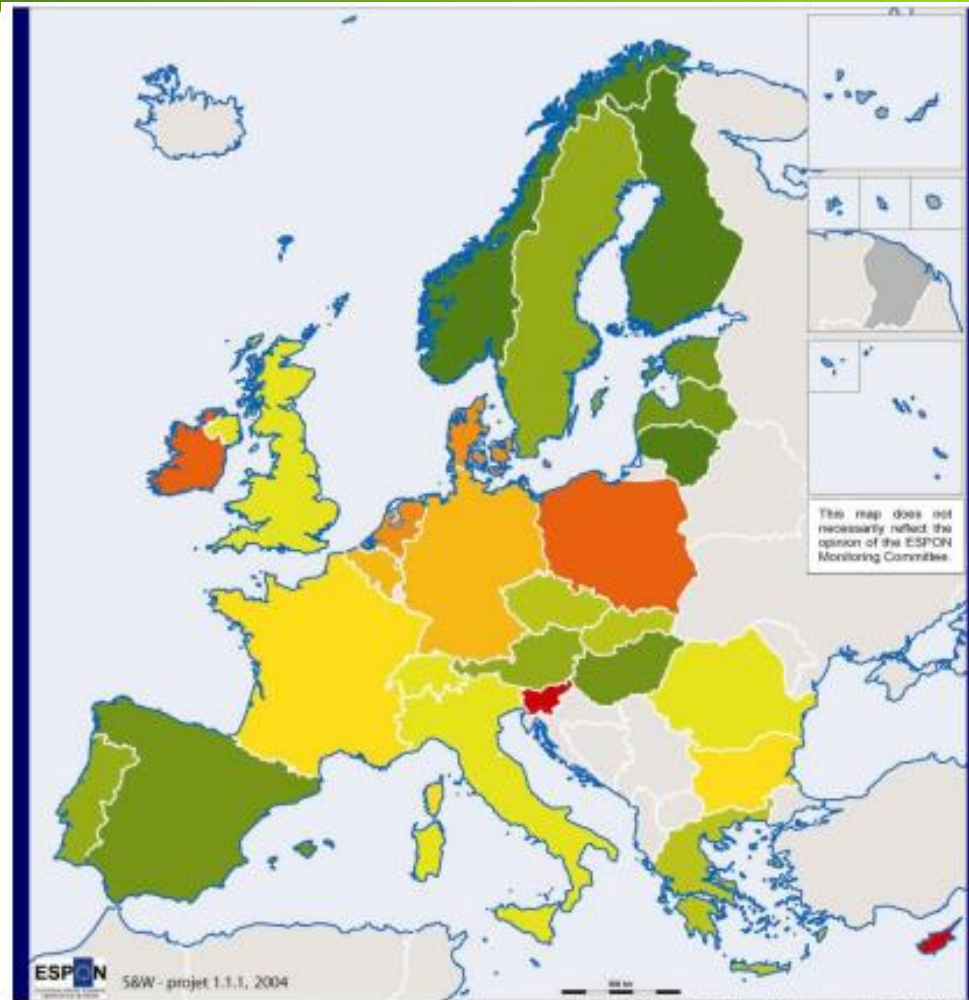 This map does not
necessarily reflect the
opinion of the ESPON
Monitoring Committee.
ESPON
S&W - projet 1.1.1, 2004